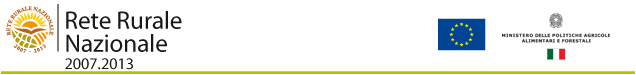 RETE RURALE NAZIONALE
2007 - 2013
Rete Rurale
Nazionale
2007.2013
MINISTERO DELLE POLITICHE AGRICOLE
ALIMENTARI E FORESTALI